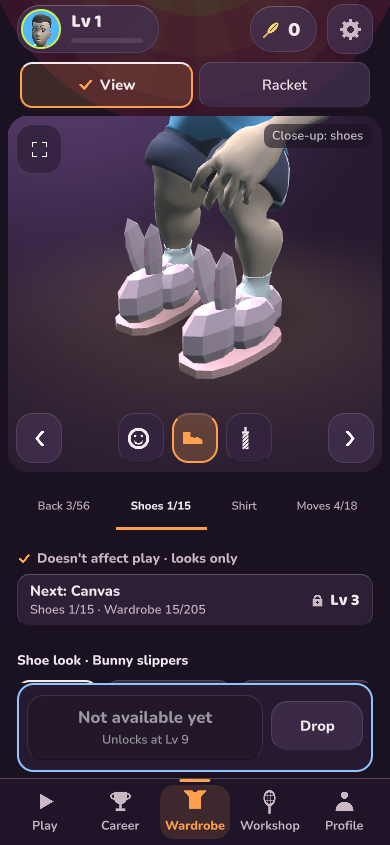 Lv 1
0
View
Racket
Close-up: shoes
Back 3/56
Shoes 1/15
Shirt
Moves 4/18
Doesn't affect play · looks only
Next: Canvas
Shoes 1/15 · Wardrobe 15/205
Lv 3
Shoe look · Bunny slippers
Not available yet
Unlocks at Lv 9
Drop
Play
Career
Wardrobe
Workshop
Profile